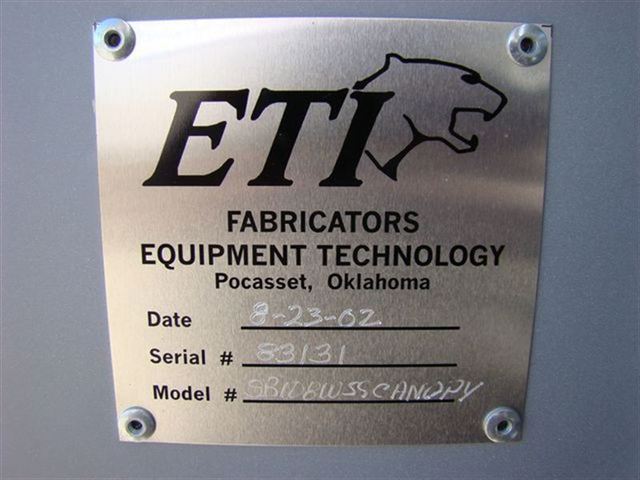 ETI
FABRICATORS
EQUIPMENT TECHNOLOGY
Pocasset, Oklahoma
Date 8-23-02
Serial # 83131
Model #